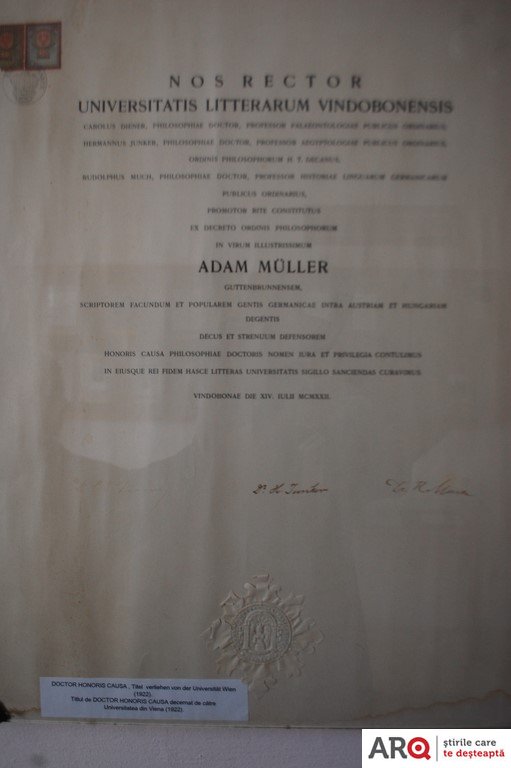 NOS RECTOR
UNIVERSITATIS LITTERARUM VINDOBONENSIS
CAROLUS DIENER, PHILOSOPHIAE DOCTOR, PROFESSOR PALAEONTOLOGIAE PUBLICUS ORDINARIUS,
HERMANNUS JUNKER, PHILOSOPHIAE DOCTOR, PROFESSOR AEGYPTOLOGIAE PUBLICUS ORDINARIUS,
ORDINIS PHILOSOPHORUM H. T. DECANUS,
RUDOLPHUS MUCH, PHILOSOPHIAE DOCTOR, PROFESSOR HISTORIAE LINGUARUM GERMANICARUM
PUBLICUS ORDINARIUS,
PROMOTOR RITE CONSTITUTUS
EX DECRETO ORDINIS PHILOSOPHORUM
IN VIRUM ILLUSTRISSIMUM
ADAM MÜLLER
GUTTENBRUNNENSEM,
SCRIPTOREM FACUNDUM ET POPULAREM GENTIS GERMANICAE INTRA AUSTRIAM ET HUNGARIAM
DEGENTIS
DECUS ET STRENUUM DEFENSOREM
HONORIS CAUSA PHILOSOPHIAE DOCTORIS NOMEN IURA ET PRIVILEGIA CONTULIMUS
IN EIUSQUE REI FIDEM HASCE LITTERAS UNIVERSITATIS SIGILLO SANCIENDAS CURAVIMUS
VINDOBONAE DIE XIV. IULII MCMXXII.
DOCTOR HONORIS CAUSA , Titel verliehen von der Universität Wien
(1922)
Titlul de DOCTOR HONORIS CAUSA decernat de către
Universitatea din Viena (1922)
ARQ știrile care
te deșteaptă